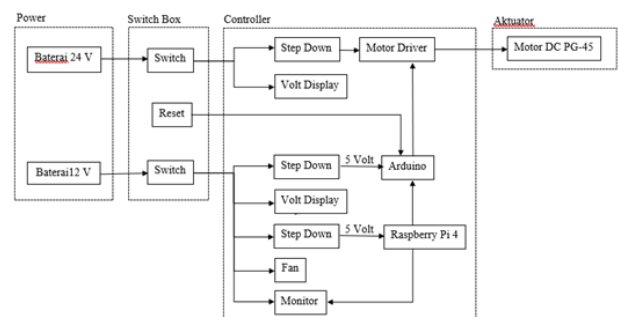 Power
Switch Box
Controller
Aktuator
Baterai 24 V
Switch
Step Down
Motor Driver
Motor DC PG-45
Volt Display
Reset
Baterai12 V
Switch
Step Down
5 Volt
Arduino
Volt Display
Step Down
5 Volt
Raspberry Pi 4
Fan
Monitor